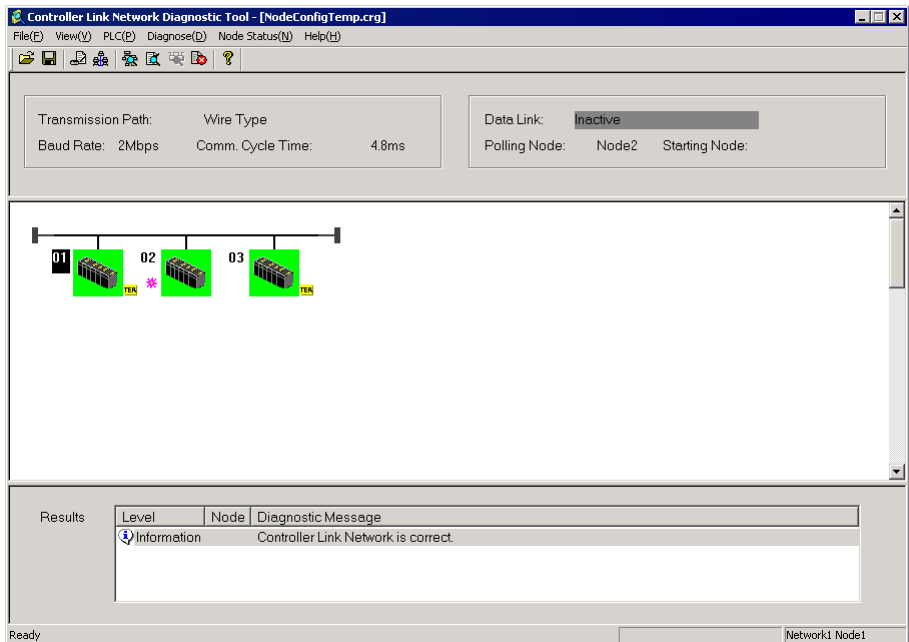 Controller Link Network Diagnostic Tool - [NodeConfigTemp.crg]
File(F) View(V) PLC(P) Diagnose(D) Node Status(N) Help(H)
Transmission Path: Wire Type
Baud Rate: 2Mbps Comm. Cycle Time: 4.8ms
Data Link: Inactive
Polling Node: Node2 Starting Node:
01 02 03
TER TER
Results
Level Node Diagnostic Message
Information Controller Link Network is correct.
Ready Network1 Node1